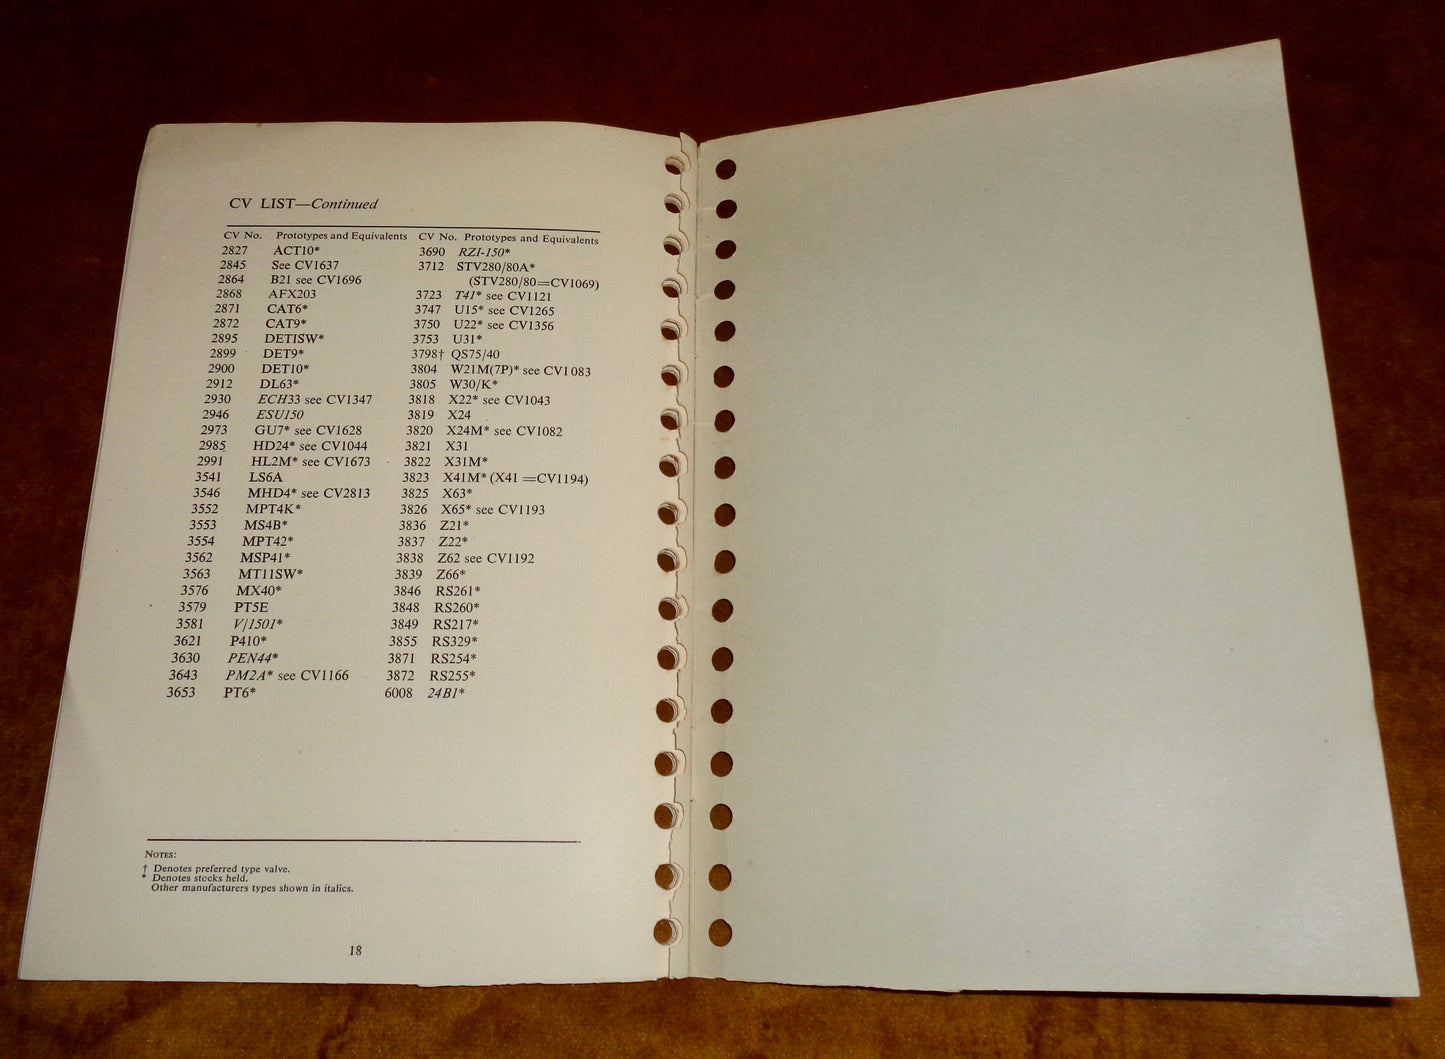 CV LIST—Continued
CV No. Prototypes and Equivalents
2827 ACT10*
2845 See CV1637
2864 B21 see CV1696
2868 AFX203
2871 CAT6*
2872 CAT9*
2895 DET1SW*
2899 DET9*
2900 DET10*
2912 DL63*
2930 ECH33 see CV1347
2946 ESU150
2973 GU7* see CV1628
2985 HD24* see CV1044
2991 HL2M* see CV1673
3541 LS6A
3546 MHD4* see CV2813
3552 MPT4K*
3553 MS4B*
3554 MPT42*
3562 MSP41*
3563 MT11SW*
3576 MX40*
3579 PT5E
3581 V/1501*
3621 P410*
3630 PEN44*
3643 PM2A* see CV1166
3653 PT6*
CV No. Prototypes and Equivalents
3690 RZI-150*
3712 STV280/80A*
(STV280/80=CV1069)
3723 T41* see CV1121
3747 U15* see CV1265
3750 U22* see CV1356
3753 U31*
3798† QS75/40
3804 W21M(7P)* see CV1083
3805 W30/K*
3818 X22* see CV1043
3819 X24
3820 X24M* see CV1082
3821 X31
3822 X31M*
3823 X41M* (X41 =CV1194)
3825 X63*
3826 X65* see CV1193
3836 Z21*
3837 Z22*
3838 Z62 see CV1192
3839 Z66*
3846 RS261*
3848 RS260*
3849 RS217*
3855 RS329*
3871 RS254*
3872 RS255*
6008 24B1*
NOTES:
† Denotes preferred type valve.
* Denotes stocks held.
Other manufacturers types shown in italics.
18